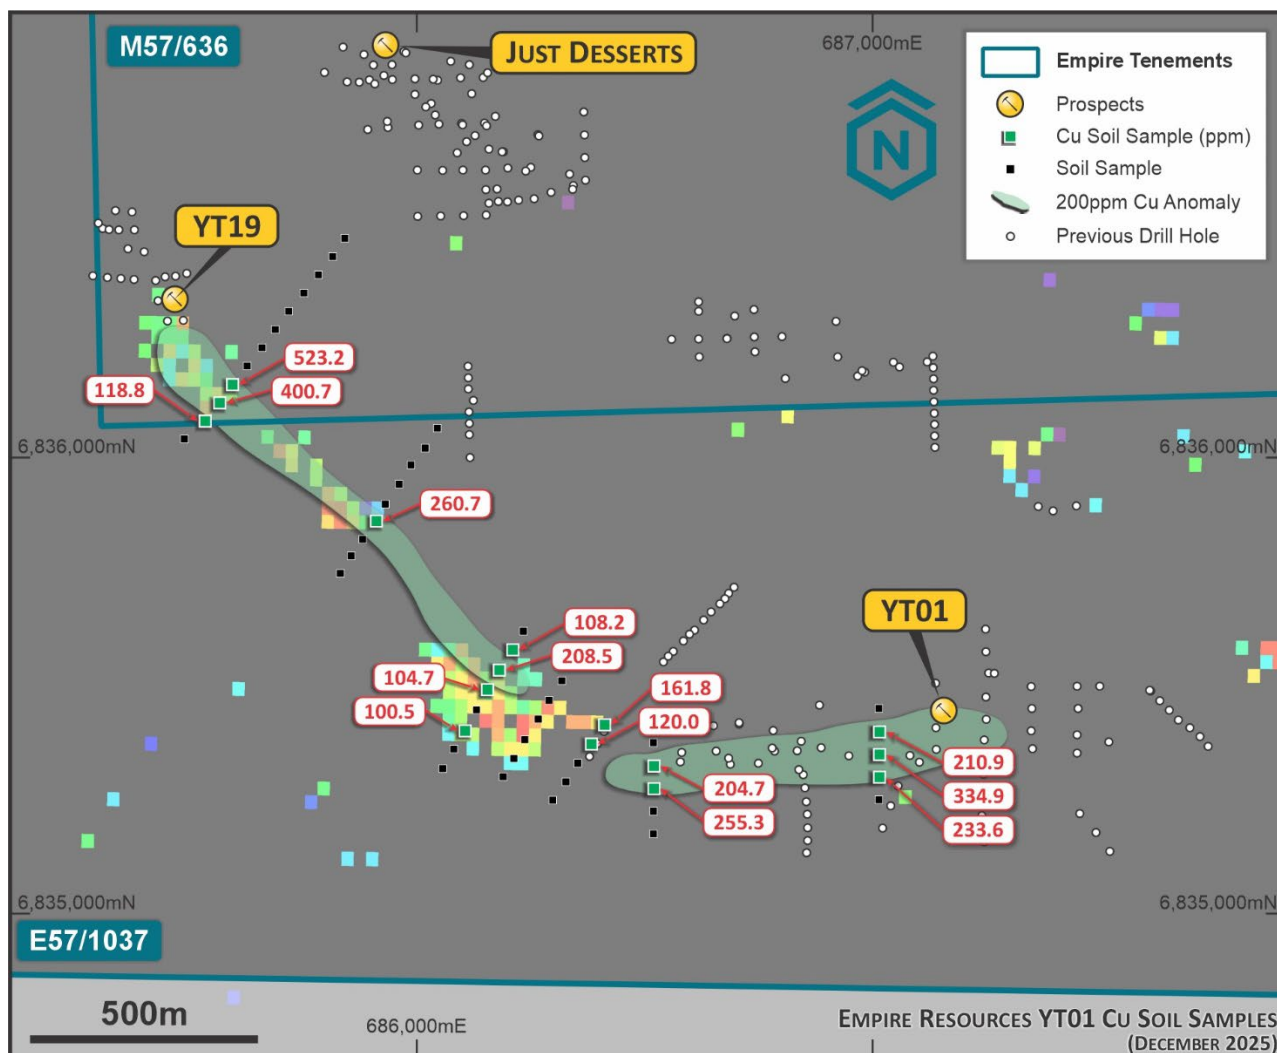 M57/636
JUST DESSERTS
687,000mE
Empire Tenements
Prospects
Cu Soil Sample (ppm)
Soil Sample
200ppm Cu Anomaly
Previous Drill Hole
N
YT19
523.2
118.8
400.7
6,836,000mN
6,836,000mN
260.7
YT01
108.2
208.5
104.7
161.8
100.5
120.0
210.9
204.7
334.9
255.3
233.6
6,835,000mN
6,835,000mN
E57/1037
500m
686,000mE
EMPIRE RESOURCES YT01 CU SOIL SAMPLES
(DECEMBER 2025)